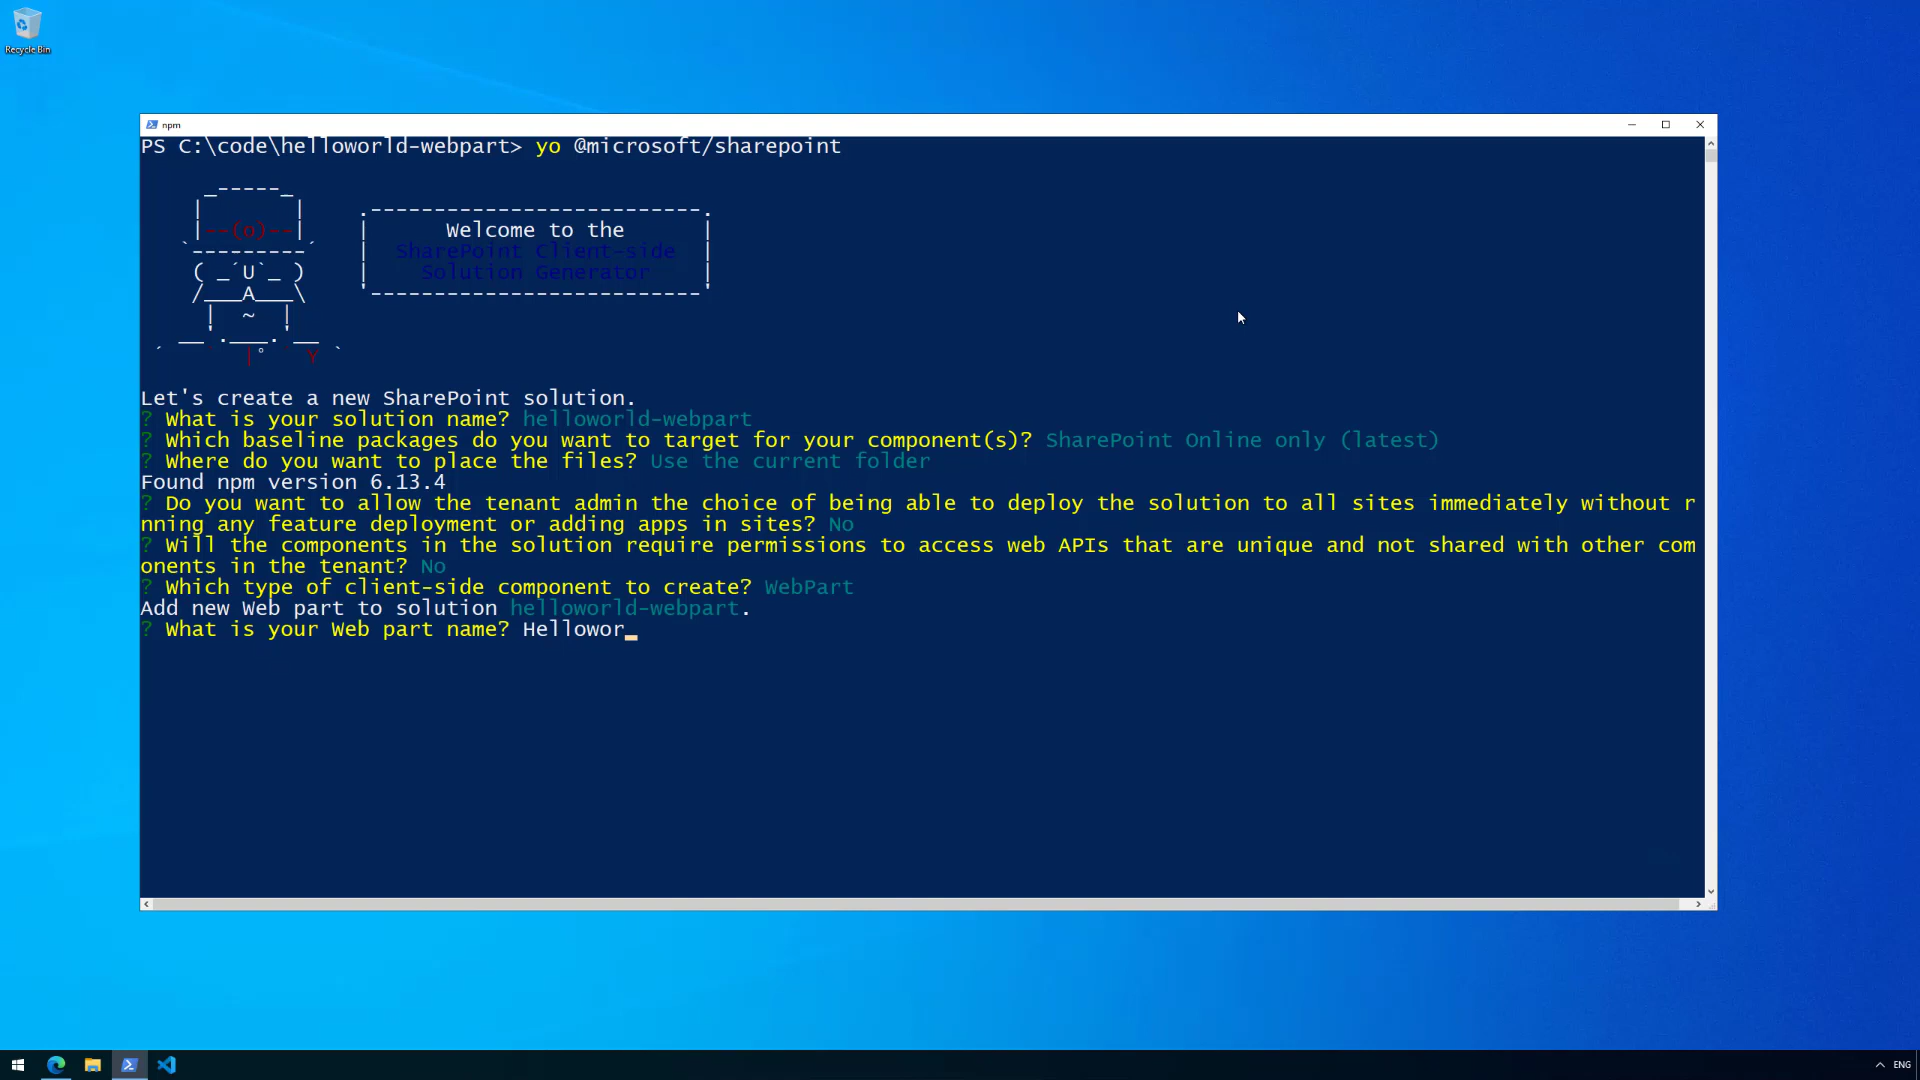 Recycle Bin
npm
PS C:\code\helloworld-webpart> yo @microsoft/sharepoint
Welcome to the
SharePoint Client-side
Solution Generator
Let's create a new SharePoint solution.
? What is your solution name? helloworld-webpart
? Which baseline packages do you want to target for your component(s)? SharePoint Online only (latest)
? Where do you want to place the files? Use the current folder
Found npm version 6.13.4
? Do you want to allow the tenant admin the choice of being able to deploy the solution to all sites immediately without r
nning any feature deployment or adding apps in sites? No
? Will the components in the solution require permissions to access web APIs that are unique and not shared with other com
onents in the tenant? No
? Which type of client-side component to create? WebPart
Add new Web part to solution helloworld-webpart.
? What is your Web part name? Hellowor_
ENG